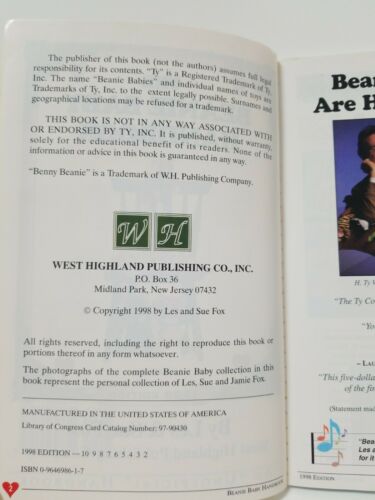 The publisher of this book (not the authors) assumes full legal
responsibility for its contents. "Ty" is a Registered Trademark of Ty,
Inc. The name "Beanie Babies" and individual names of toys are
Trademarks of Ty, Inc. to the extent legally possible. Surnames and
geographical locations may be refused for a trademark.
THIS BOOK IS NOT IN ANY WAY ASSOCIATED WITH
OR ENDORSED BY TY, INC. It is published, without warranty,
solely for the educational benefit of its readers. None of the
information or advice in this book is guaranteed in any way.
"Benny Beanie" is a Trademark of W.H. Publishing Company.
W H
WEST HIGHLAND PUBLISHING CO., INC.
P.O. Box 36
Midland Park, New Jersey 07432
© Copyright 1998 by Les and Sue Fox
All rights reserved, including the right to reproduce this book or
portions thereof in any form whatsoever.
The photographs of the complete Beanie Baby collection in this
book represent the personal collection of Les, Sue and Jamie Fox.
MANUFACTURED IN THE UNITED STATES OF AMERICA
Library of Congress Card Catalog Number: 97-90430
1998 EDITION—10 9 8 7 6 5 4 3 2
ISBN 0-9646986-1-7
2
BEANIE BABY HANDBOOK
Bean
Are H
H. Ty W
"The Ty Co
"You
– LAU
"This five-dolla
of the fo
(Statement mad
"Bea
Les a
for it
1998 EDITION